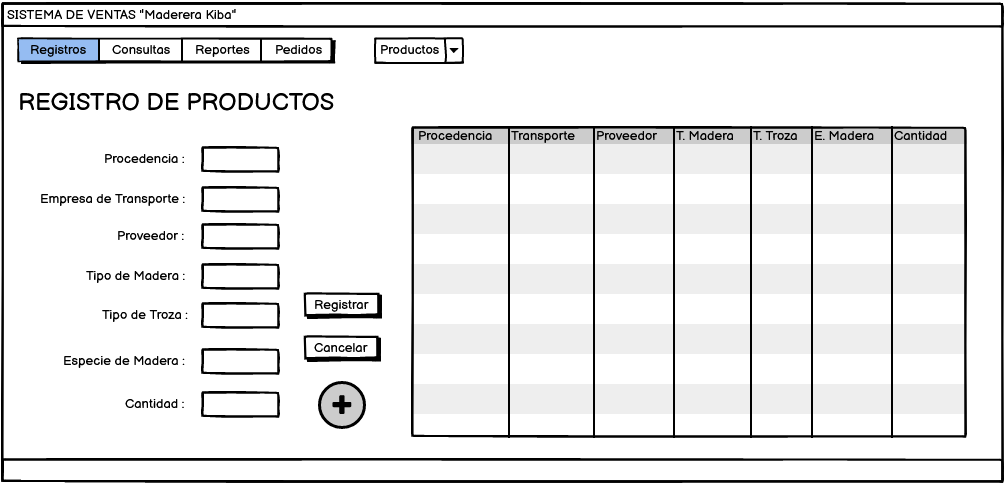 SISTEMA DE VENTAS "Maderera Kiba"
Registros Consultas Reportes Pedidos Productos
REGISTRO DE PRODUCTOS
Procedencia :
Empresa de Transporte :
Proveedor :
Tipo de Madera :
Tipo de Troza :
Especie de Madera :
Cantidad :
Registrar
Cancelar
Procedencia Transporte Proveedor T. Madera T. Troza E. Madera Cantidad